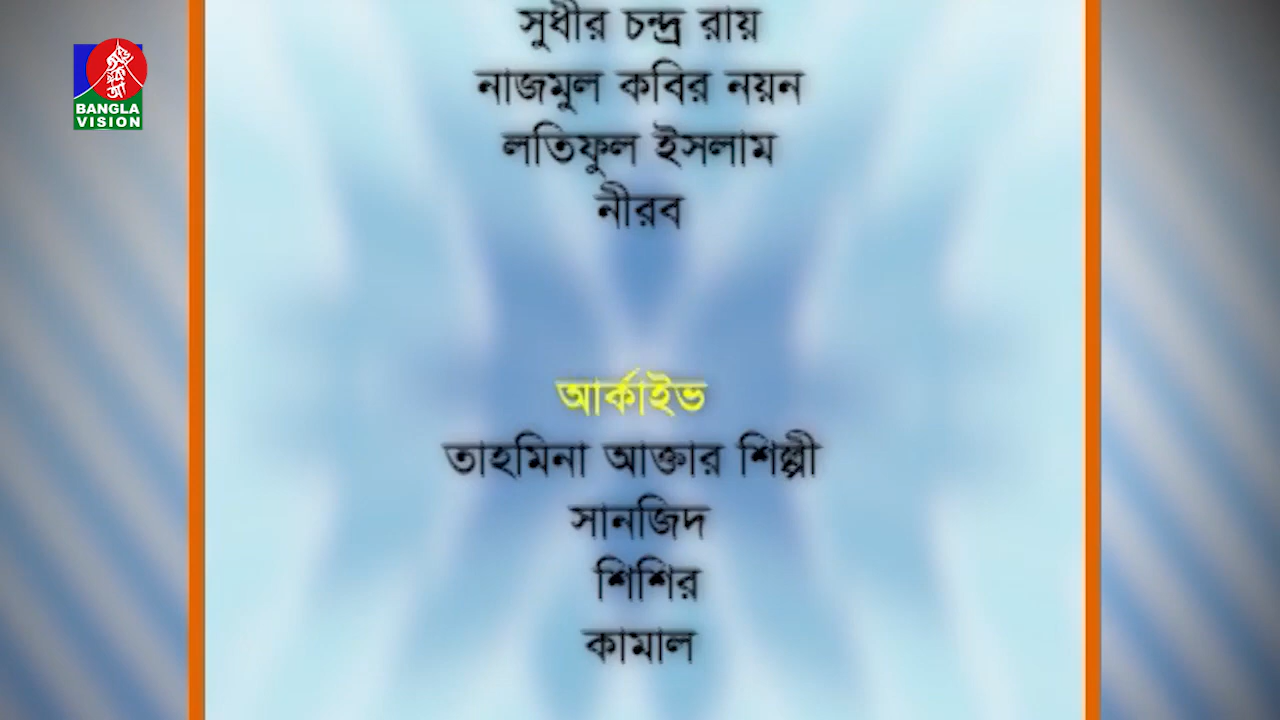 সুধীর চন্দ্র রায়
নাজমুল কবির নয়ন
লতিফুল ইসলাম
নীরব
আর্কাইভ
তাহমিনা আক্তার শিল্পী
সানজিদ
শিশির
কামাল
BANGLA
VISION